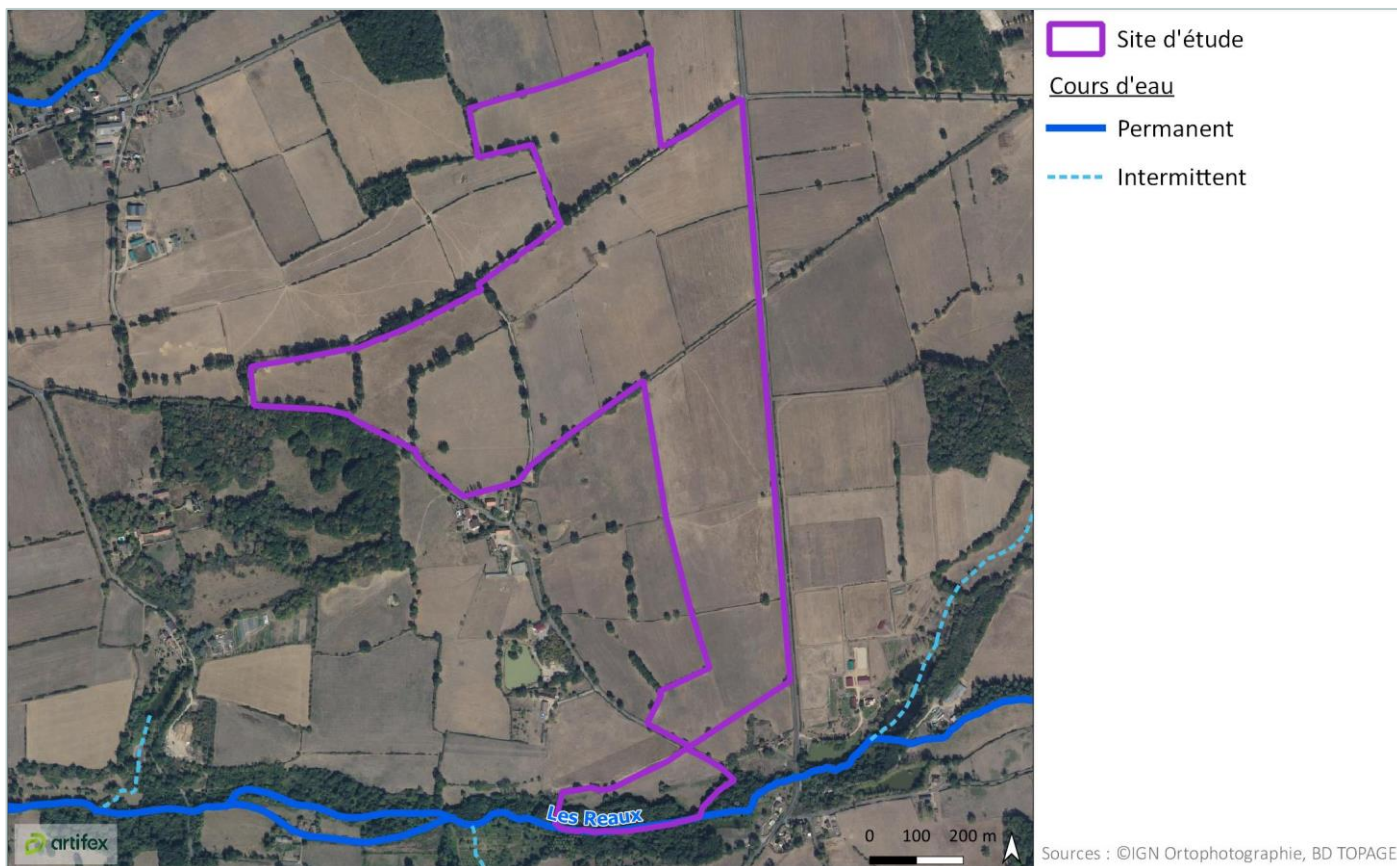 Site d'étude
Cours d'eau
Permanent
Intermittent
Les Reaux
artifex
0 100 200 m
Sources : ©IGN Ortophotographie, BD TOPAGE